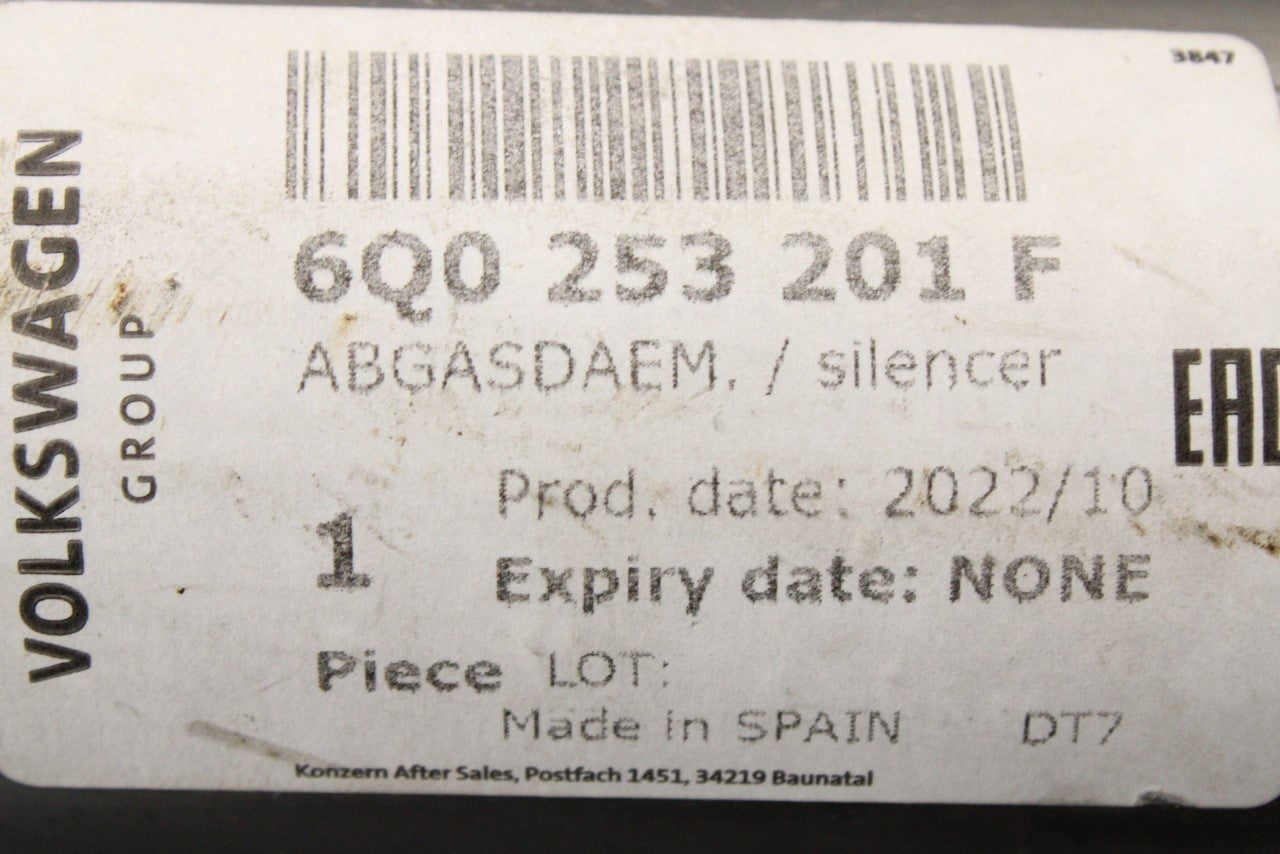 3847
VOLKSWAGEN
GROUP
6Q0 253 201 F
ABGASDAEM. / silencer
EAC
Prod. date: 2022/10
1
Expiry date: NONE
Piece LOT:
Made in SPAIN DT7
Konzern After Sales, Postfach 1451, 34219 Baunatal